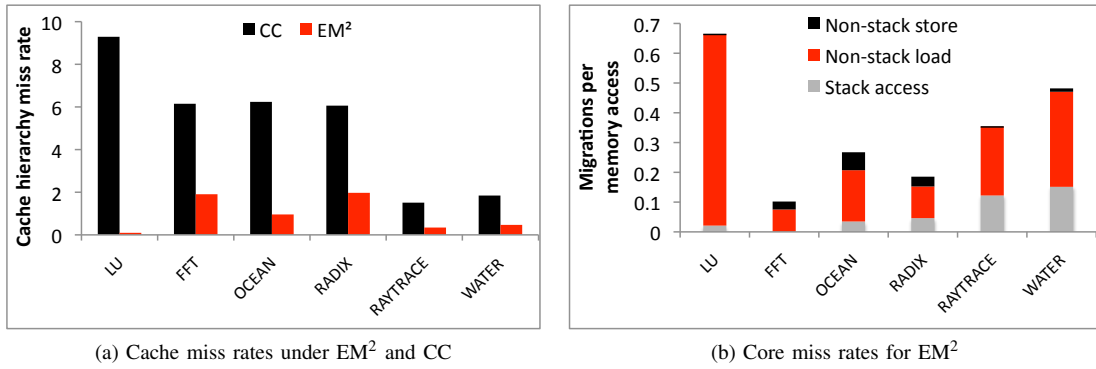 Cache hierarchy miss rate
10
8
6
4
2
0
CC
EM²
LU
FFT
OCEAN
RADIX
RAYTRACE
WATER
(a) Cache miss rates under EM² and CC
Migrations per
memory access
0.7
0.6
0.5
0.4
0.3
0.2
0.1
0
Non-stack store
Non-stack load
Stack access
LU
FFT
OCEAN
RADIX
RAYTRACE
WATER
(b) Core miss rates for EM²